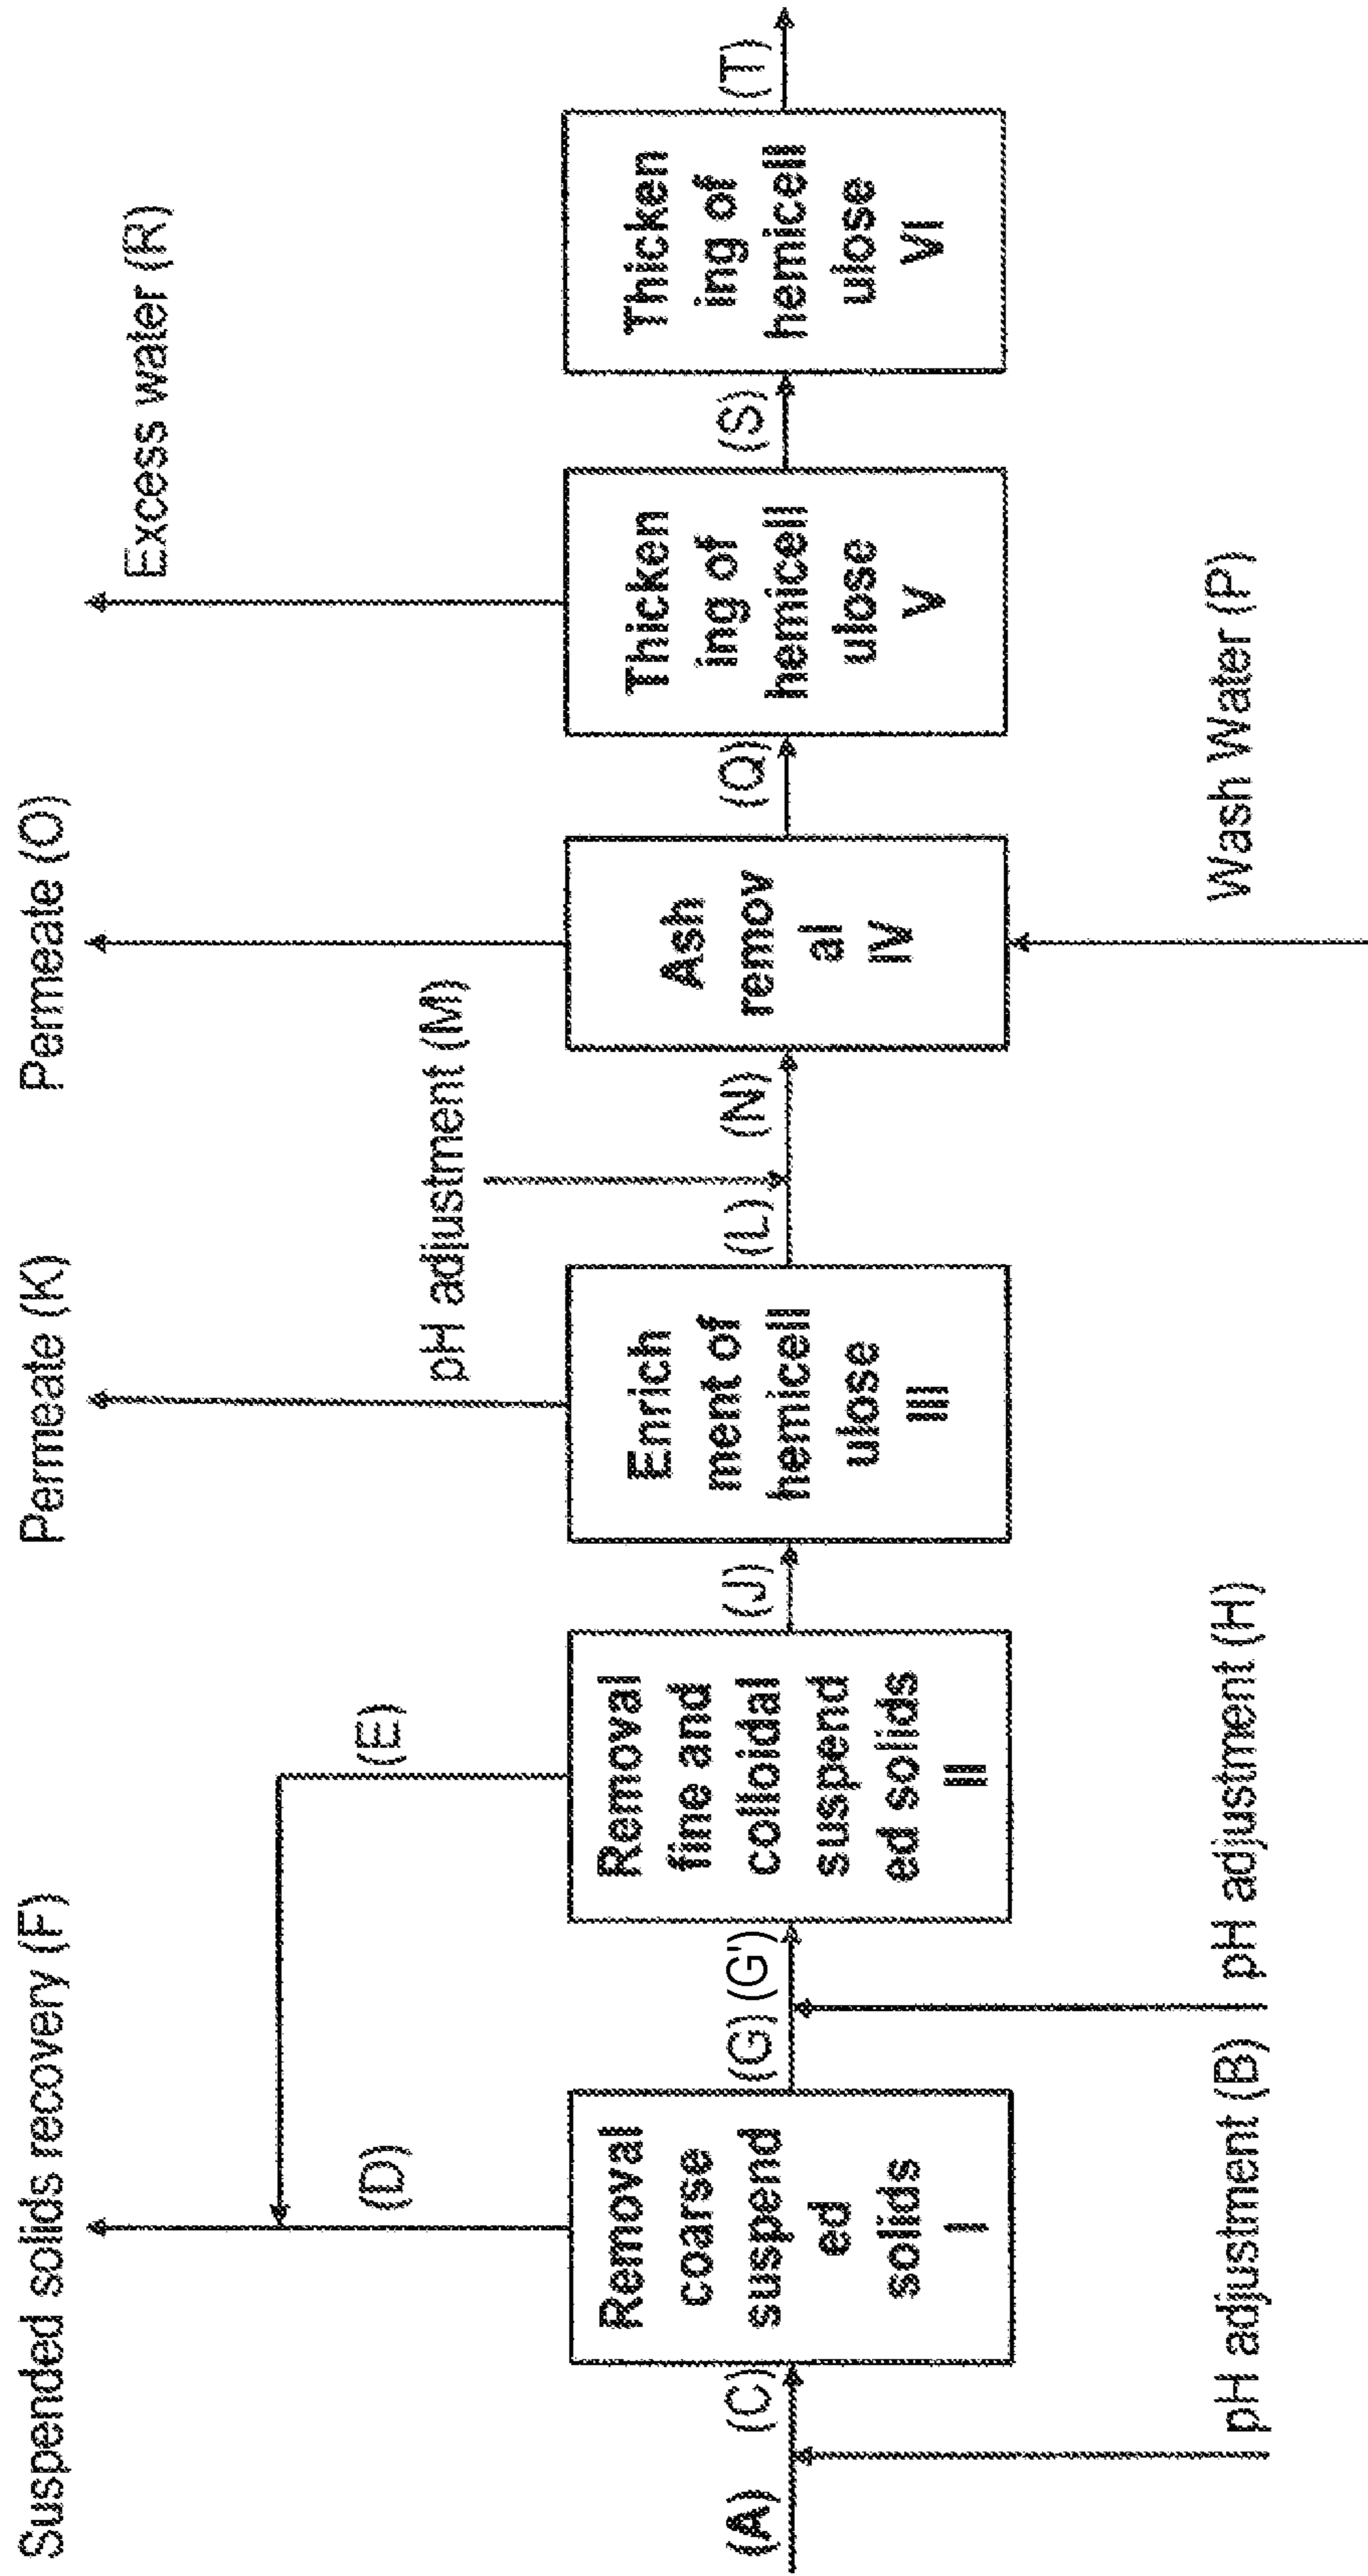 Suspended solids recovery (F)
Permeate (K)
Permeate (O)
Excess water (R)
(D)
(E)
pH adjustment (M)
(A)
(C)
Removal
coarse
suspend
ed
solids
I
(G)
(G')
Removal
fine and
colloidal
suspend
ed solids
II
(J)
Enrich
ment of
hemicell
ulose
III
(L)
(N)
Ash
remov
al
IV
(Q)
Thicken
ing of
hemicell
ulose
V
(S)
Thicken
ing of
hemicell
ulose
VI
(T)
pH adjustment (B)
pH adjustment (H)
Wash Water (P)